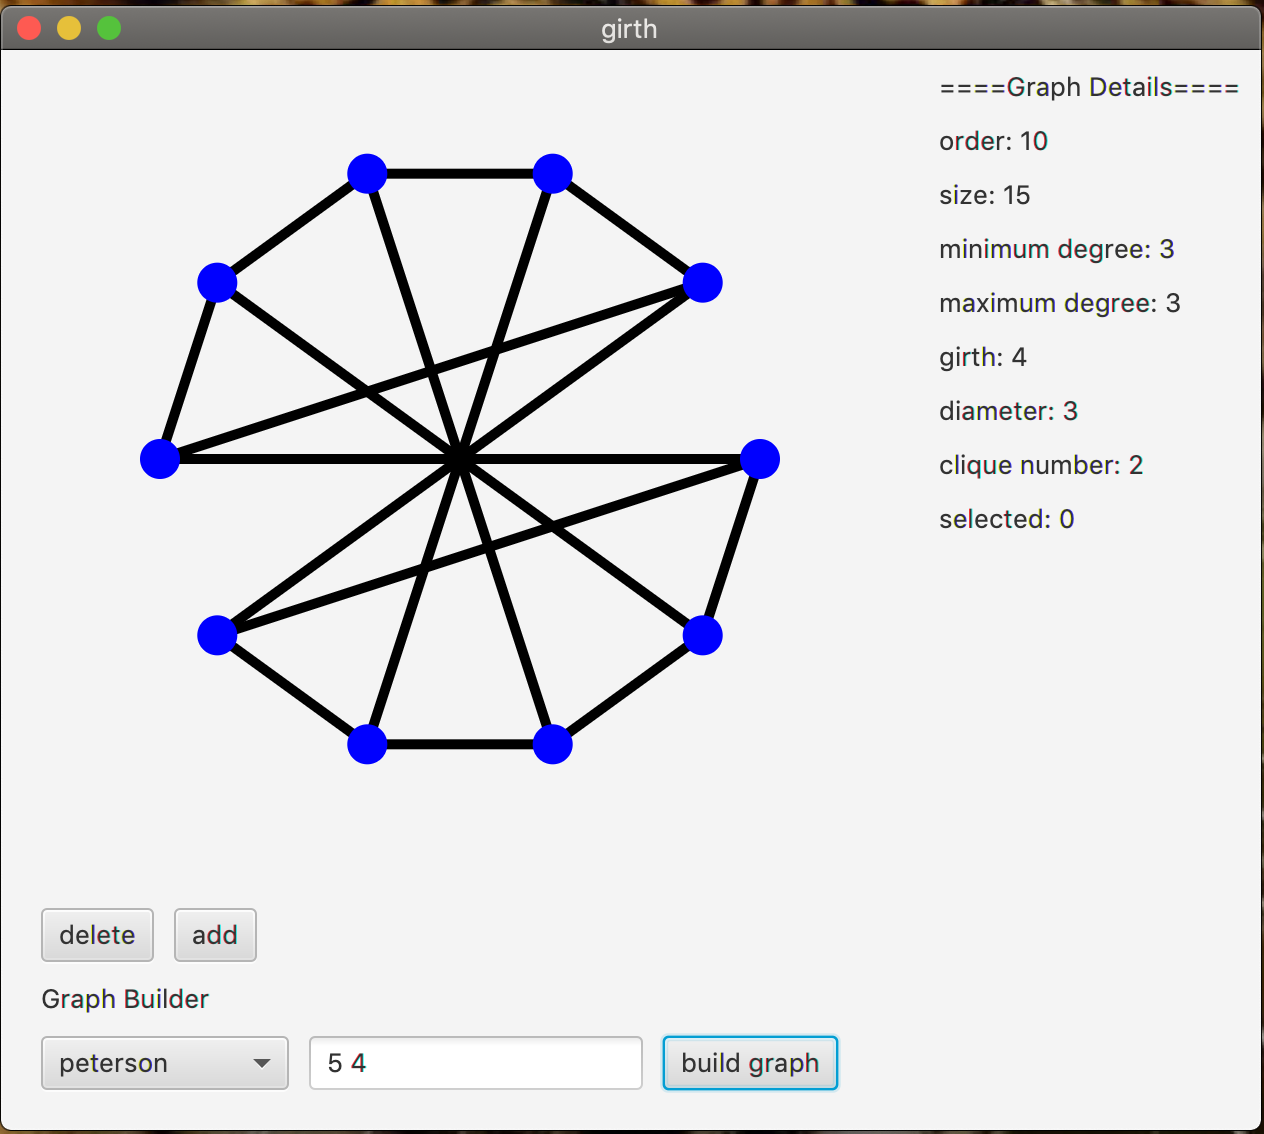 girth
====Graph Details====
order: 10
size: 15
minimum degree: 3
maximum degree: 3
girth: 4
diameter: 3
clique number: 2
selected: 0
delete add
Graph Builder
peterson 5 4 build graph